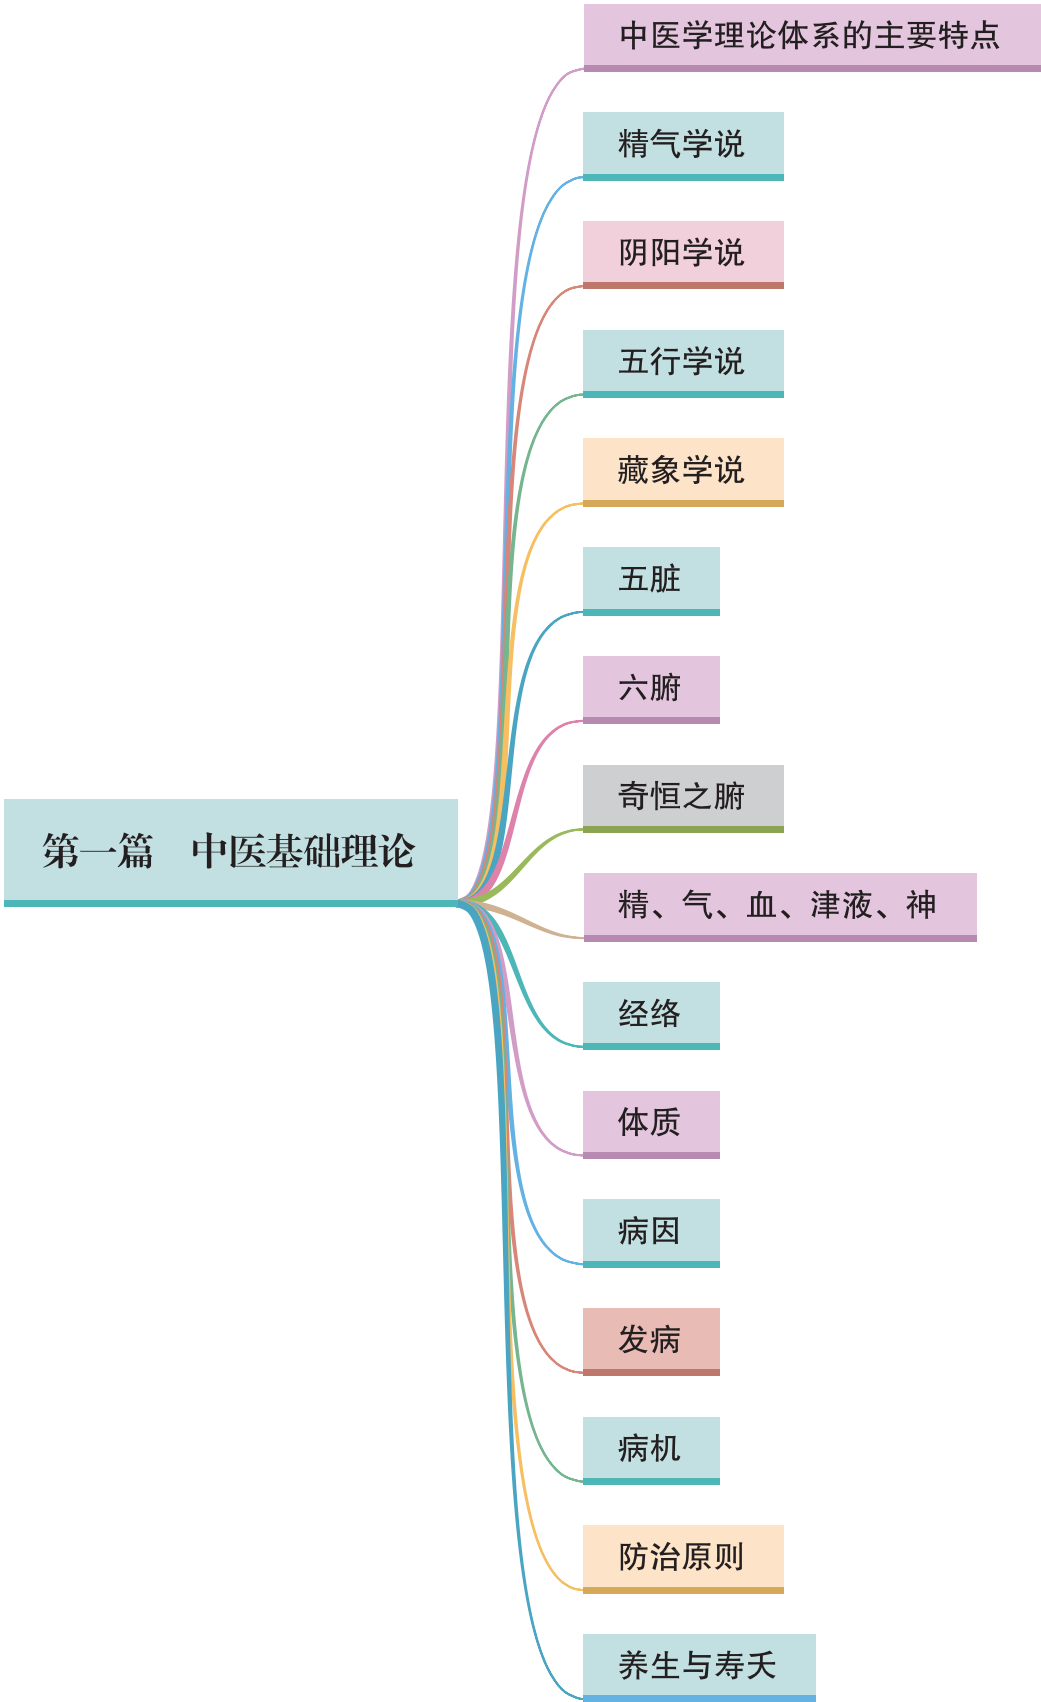 中医学理论体系的主要特点
精气学说
阴阳学说
五行学说
藏象学说
五脏
六腑
奇恒之腑
第一篇 中医基础理论
精、气、血、津液、神
经络
体质
病因
发病
病机
防治原则
养生与寿夭